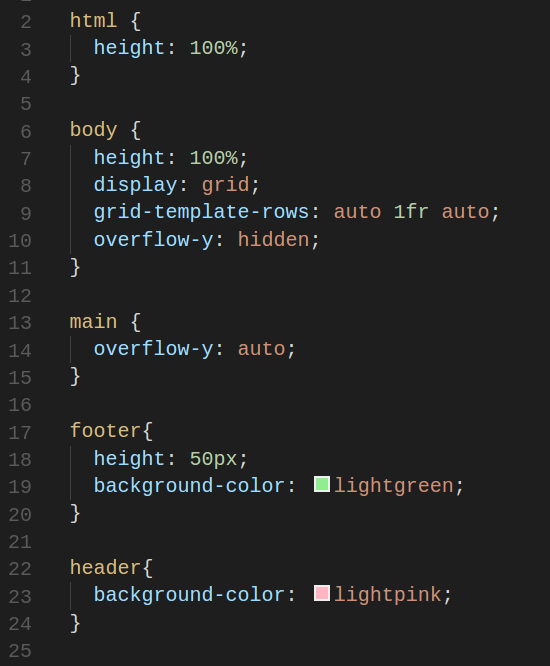 2 html {
3 height: 100%;
4 }
5
6 body {
7 height: 100%;
8 display: grid;
9 grid-template-rows: auto 1fr auto;
10 overflow-y: hidden;
11 }
12
13 main {
14 overflow-y: auto;
15 }
16
17 footer{
18 height: 50px;
19 background-color: lightgreen;
20 }
21
22 header{
23 background-color: lightpink;
24 }
25